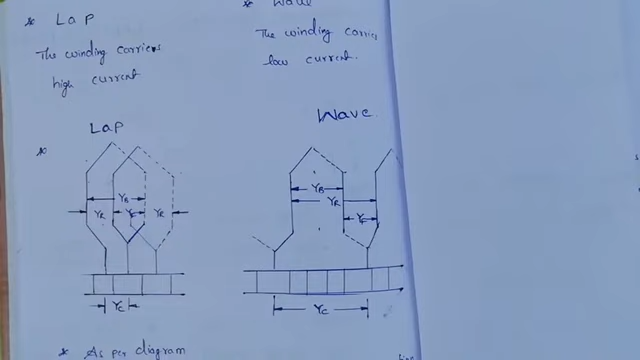 * Lap
* Wave
The winding carriers
high current
The winding carries
low current.
Lap
Wave
*
YB
YR
YF
YR
YC
YB
YR
YF
YC
* As per diagram